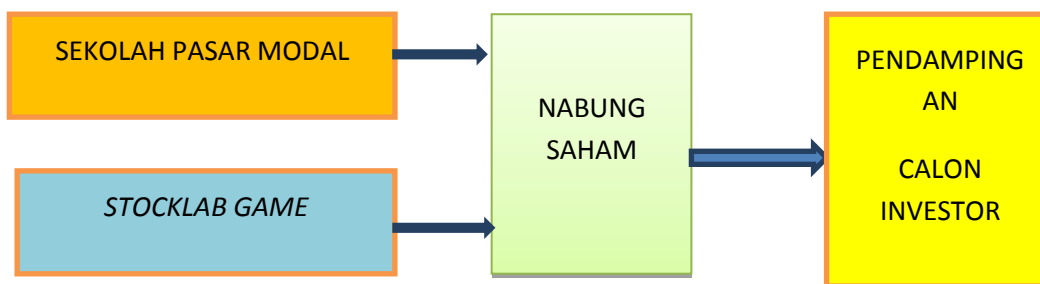 SEKOLAH PASAR MODAL
STOCKLAB GAME
NABUNG
SAHAM
PENDAMPING
AN
CALON
INVESTOR